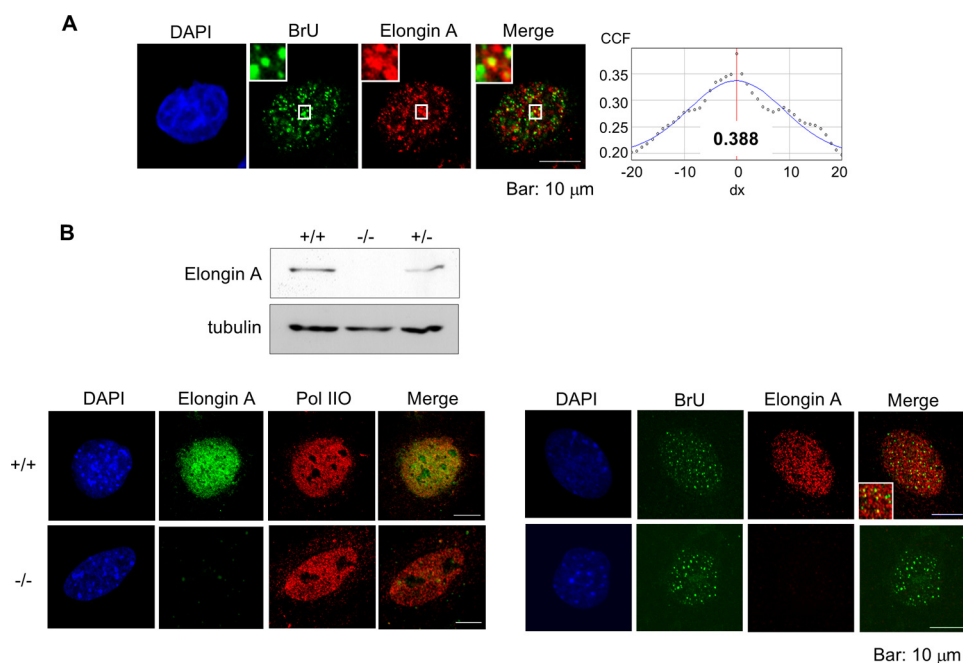 A
DAPI BrU Elongin A Merge
CCF
0.35
0.30
0.25
0.20
0.388
-20 -10 0 10 20
dx
Bar: 10 μm
B
+/+ -/- +/-
Elongin A
tubulin
DAPI Elongin A Pol IIO Merge
+/+
-/-
DAPI BrU Elongin A Merge
Bar: 10 μm